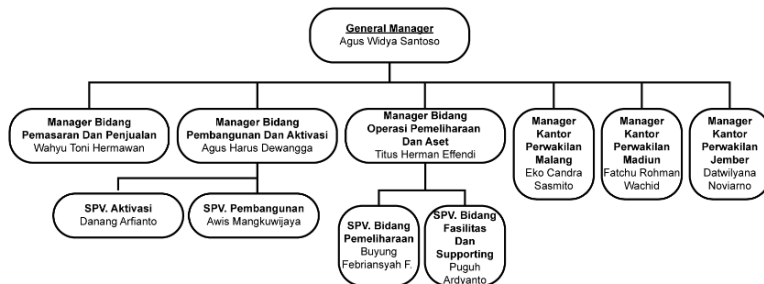 General Manager
Agus Widya Santoso
Manager Bidang
Pemasaran Dan Penjualan
Wahyu Toni Hermawan
Manager Bidang
Pembangunan Dan Aktivasi
Agus Harus Dewangga
Manager Bidang
Operasi Pemeliharaan
Dan Aset
Titus Herman Effendi
Manager
Kantor
Perwakilan
Malang
Eko Candra
Sasmito
Manager
Kantor
Perwakilan
Madiun
Fatchu Rohman
Wachid
Manager
Kantor
Perwakilan
Jember
Datwilyana
Noviarno
SPV. Aktivasi
Danang Arfianto
SPV. Pembangunan
Awis Mangkuwijaya
SPV. Bidang
Pemeliharaan
Buyung
Febriansyah F.
SPV. Bidang
Fasilitas
Dan
Supporting
Puguh
Ardyanto